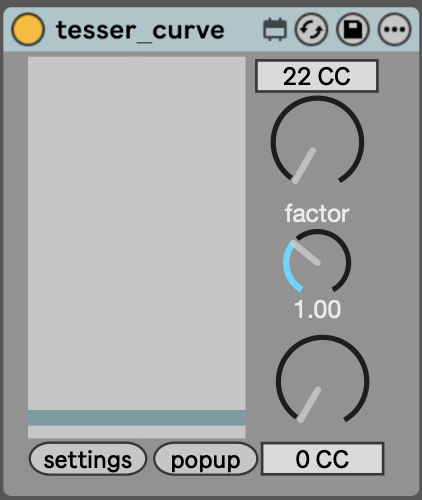 tesser_curve
22 CC
factor
1.00
settings
popup
0 CC